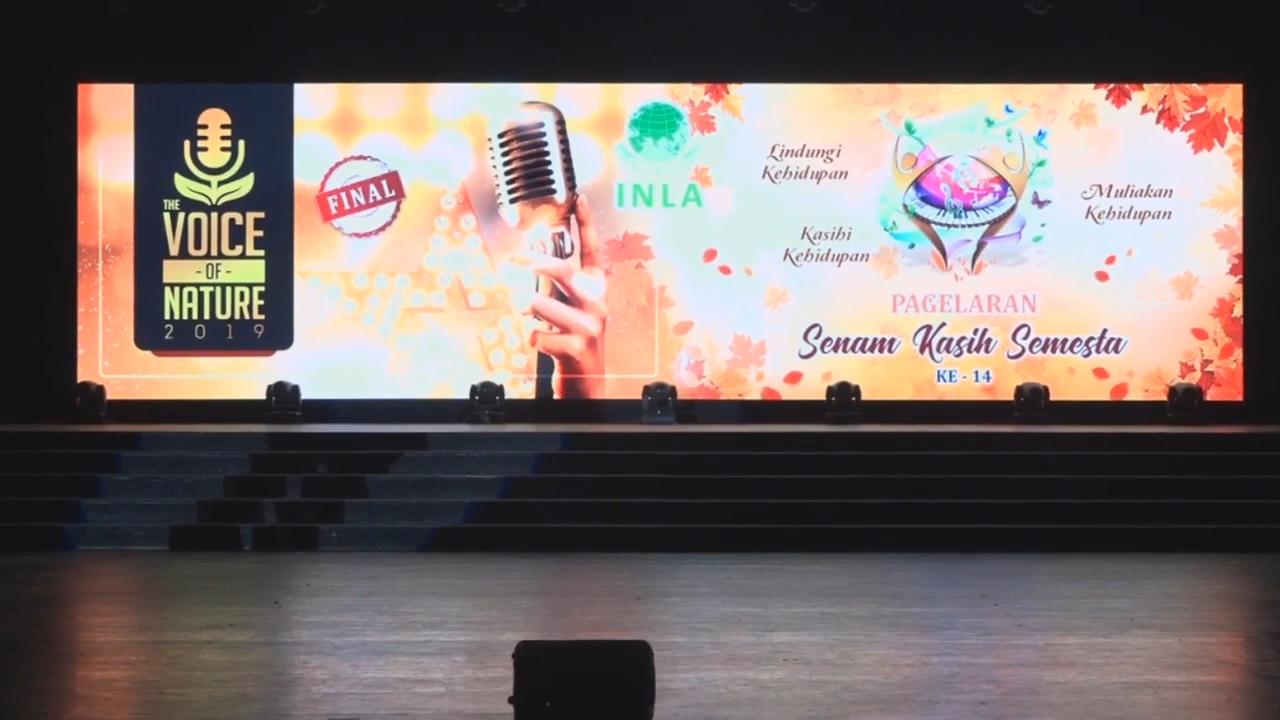 THE
VOICE
- OF -
NATURE
2019
FINAL
INLA
Lindungi
Kehidupan
Kasihi
Kehidupan
Muliakan
Kehidupan
PAGELARAN
Senam Kasih Semesta
KE - 14